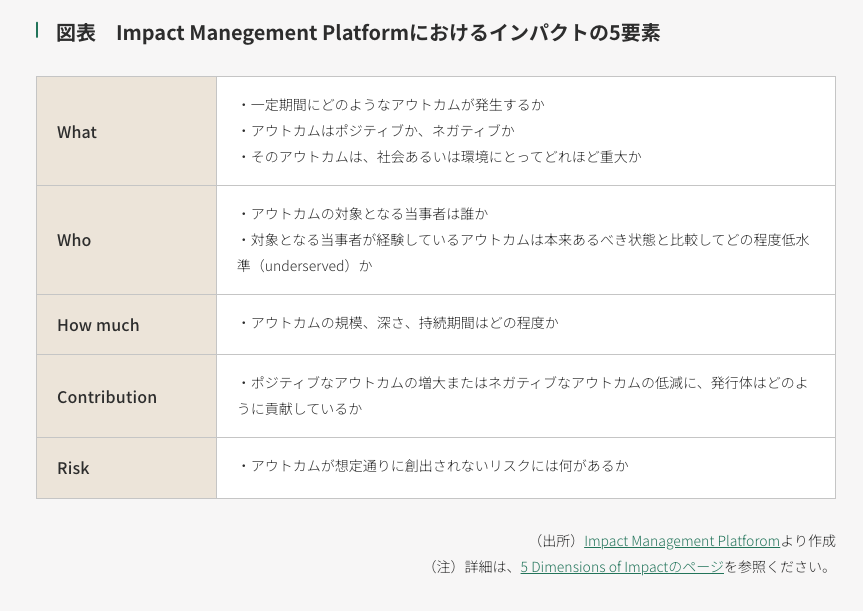 図表　Impact Manegement Platformにおけるインパクトの5要素
What
・一定期間にどのようなアウトカムが発生するか
・アウトカムはポジティブか、ネガティブか
・そのアウトカムは、社会あるいは環境にとってどれほど重大か
Who
・アウトカムの対象となる当事者は誰か
・対象となる当事者が経験しているアウトカムは本来あるべき状態と比較してどの程度低水
準（underserved）か
How much
・アウトカムの規模、深さ、持続期間はどの程度か
Contribution
・ポジティブなアウトカムの増大またはネガティブなアウトカムの低減に、発行体はどのよ
うに貢献しているか
Risk
・アウトカムが想定通りに創出されないリスクには何があるか
（出所）Impact Management Platforomより作成
（注）詳細は、5 Dimensions of Impactのページを参照ください。